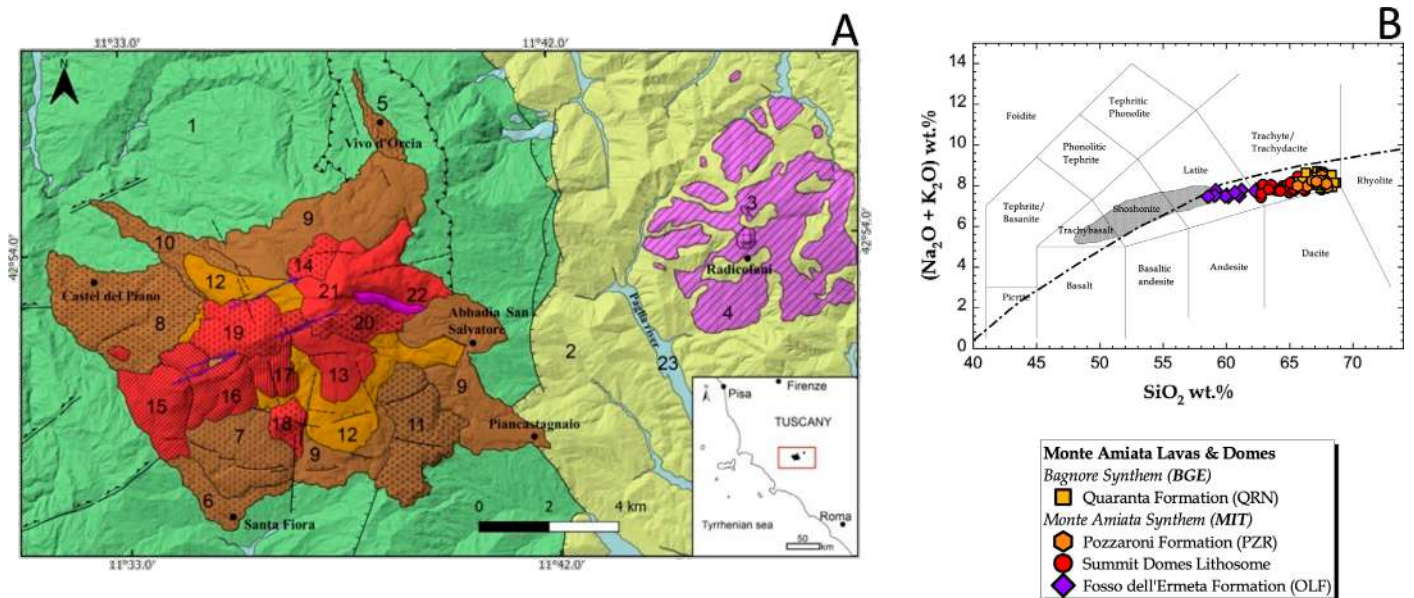 A
11°33.0'
11°42.0'
N
1
5
Vivo d'Orcia
9
10
3
42°54.0'
42°54.0'
14
12
Radicofani
Castel del Piano
21
22
4
8
Abbadia San
Salvatore
19
20
Paglia river
2
23
17
13
9
15
16
18
12
11
Piancastagnaio
7
9
6
Santa Fiora
0 2 4 km
Pisa
Firenze
N
TUSCANY
Roma
Tyrrhenian sea
50
km
11°33.0'
11°42.0'
B
(Na₂O + K₂O) wt.%
14
12
10
8
6
4
2
0
Foidite
Tephritic
Phonolite
Phonolitic
Tephrite
Trachyte/
Trachydacite
Latite
Rhyolite
Tephrite/
Basanite
Shoshonite
Trachybasalt
Basalt
Basaltic
andesite
Andesite
Dacite
Picrite
40 45 50 55 60 65 70
SiO₂ wt.%
Monte Amiata Lavas & Domes
Bagnore Synthem (BGE)
Quaranta Formation (QRN)
Monte Amiata Synthem (MIT)
Pozzaroni Formation (PZR)
Summit Domes Lithosome
Fosso dell'Ermeta Formation (OLF)